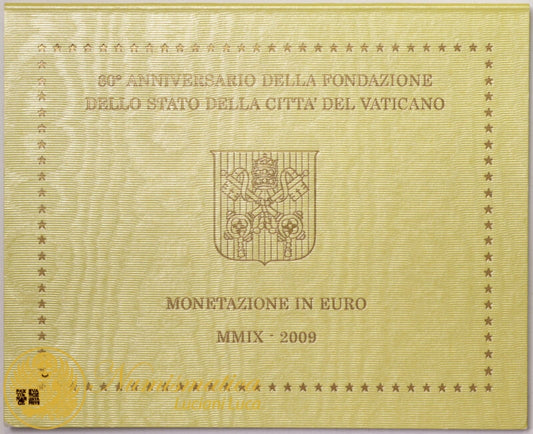 80° ANNIVERSARIO DELLA FONDAZIONE
DELLO STATO DELLA CITTA' DEL VATICANO
MONETAZIONE IN EURO
MMIX - 2009